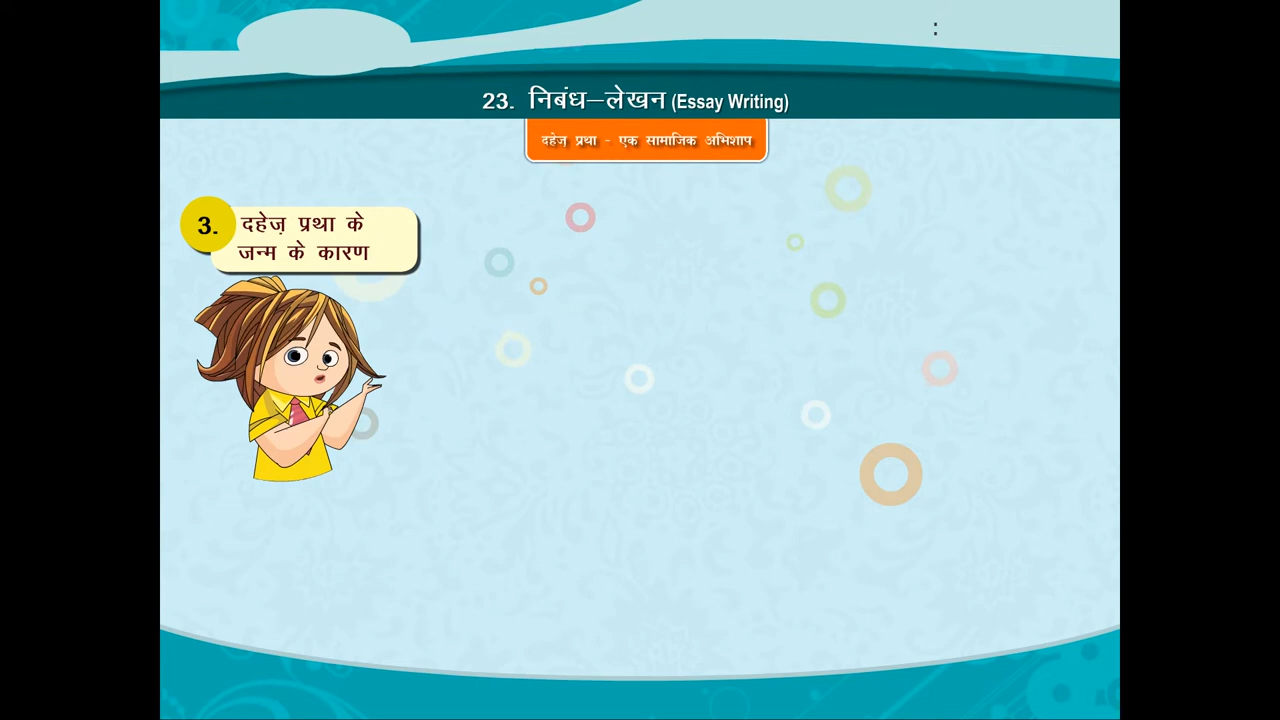 :
23. निबंध–लेखन (Essay Writing)
दहेज़ प्रथा - एक सामाजिक अभिशाप
3. दहेज़ प्रथा के
जन्म के कारण